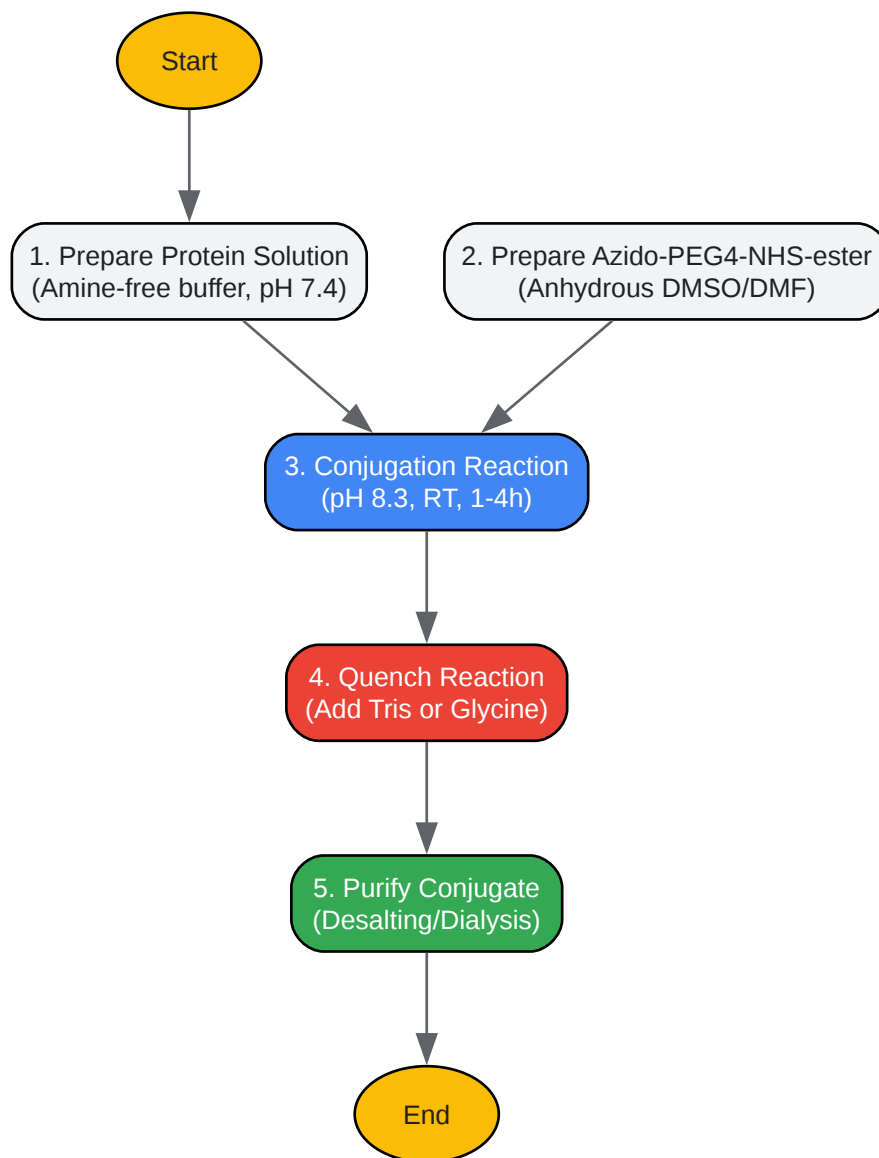 Start
1. Prepare Protein Solution
(Amine-free buffer, pH 7.4)
2. Prepare Azido-PEG4-NHS-ester
(Anhydrous DMSO/DMF)
3. Conjugation Reaction
(pH 8.3, RT, 1-4h)
4. Quench Reaction
(Add Tris or Glycine)
5. Purify Conjugate
(Desalting/Dialysis)
End